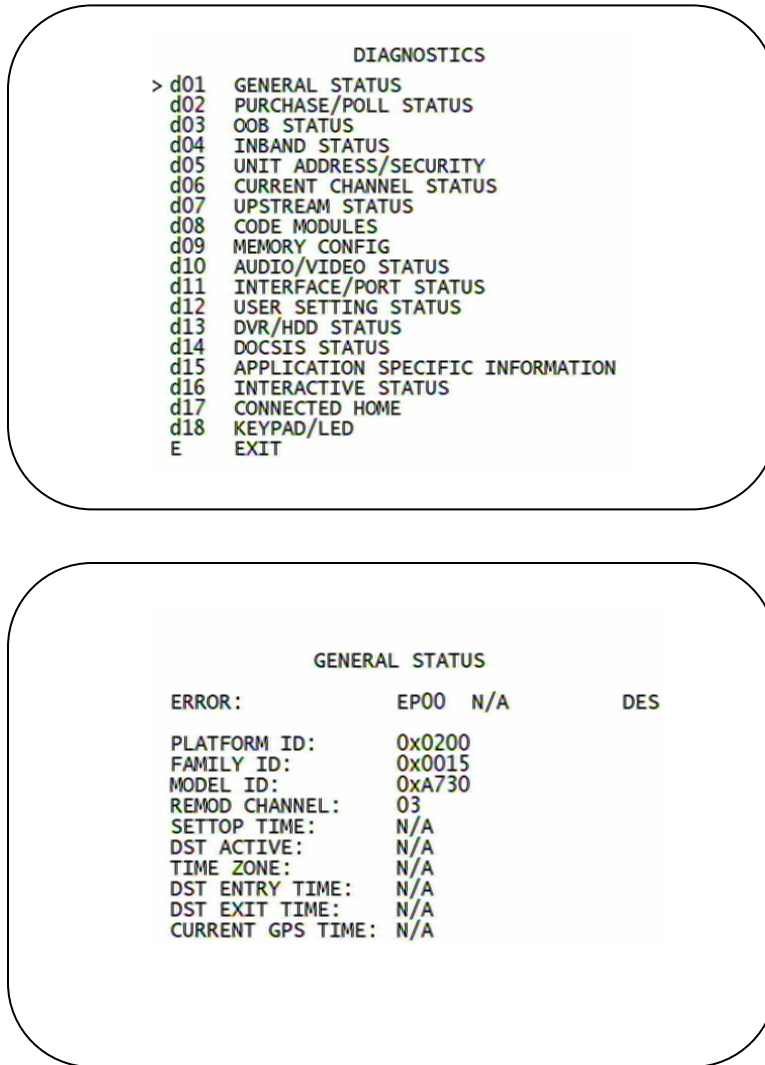 DIAGNOSTICS
> d01 GENERAL STATUS
d02 PURCHASE/POLL STATUS
d03 OOB STATUS
d04 INBAND STATUS
d05 UNIT ADDRESS/SECURITY
d06 CURRENT CHANNEL STATUS
d07 UPSTREAM STATUS
d08 CODE MODULES
d09 MEMORY CONFIG
d10 AUDIO/VIDEO STATUS
d11 INTERFACE/PORT STATUS
d12 USER SETTING STATUS
d13 DVR/HDD STATUS
d14 DOCSIS STATUS
d15 APPLICATION SPECIFIC INFORMATION
d16 INTERACTIVE STATUS
d17 CONNECTED HOME
d18 KEYPAD/LED
E EXIT
GENERAL STATUS
ERROR: EP00 N/A DES
PLATFORM ID: 0x0200
FAMILY ID: 0x0015
MODEL ID: 0xA730
REMOD CHANNEL: 03
SETTOP TIME: N/A
DST ACTIVE: N/A
TIME ZONE: N/A
DST ENTRY TIME: N/A
DST EXIT TIME: N/A
CURRENT GPS TIME: N/A